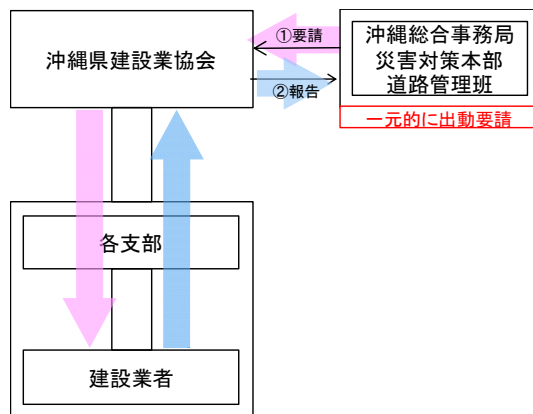 沖縄県建設業協会
①要請
②報告
沖縄総合事務局
災害対策本部
道路管理班
一元的に出動要請
各支部
建設業者